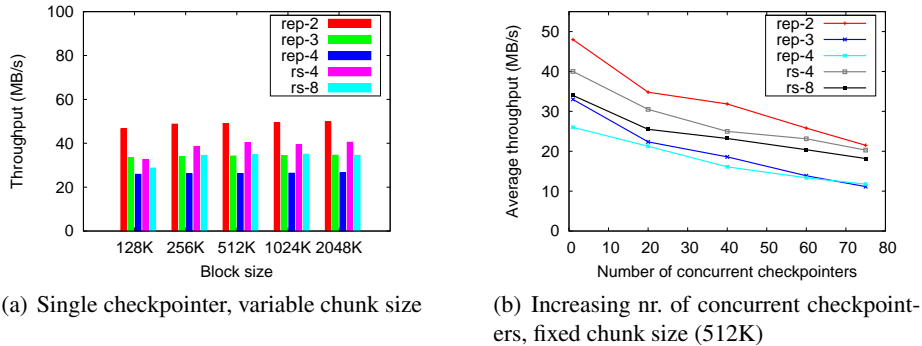 100
80
60
40
20
0
128K 256K 512K 1024K 2048K
Throughput (MB/s)
Block size
rep-2
rep-3
rep-4
rs-4
rs-8
(a) Single checkpointer, variable chunk size
50
40
30
20
10
0
0 10 20 30 40 50 60 70 80
Average throughput (MB/s)
Number of concurrent checkpointers
rep-2
rep-3
rep-4
rs-4
rs-8
(b) Increasing nr. of concurrent checkpoint-
ers, fixed chunk size (512K)